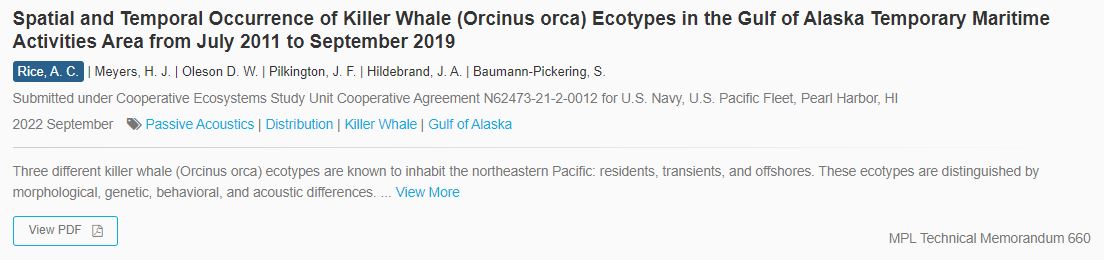 Spatial and Temporal Occurrence of Killer Whale (Orcinus orca) Ecotypes in the Gulf of Alaska Temporary Maritime
Activities Area from July 2011 to September 2019
Rice, A. C. | Meyers, H. J. | Oleson D. W. | Pilkington, J. F. | Hildebrand, J. A. | Baumann-Pickering, S.
Submitted under Cooperative Ecosystems Study Unit Cooperative Agreement N62473-21-2-0012 for U.S. Navy, U.S. Pacific Fleet, Pearl Harbor, HI
2022 September Passive Acoustics | Distribution | Killer Whale | Gulf of Alaska
Three different killer whale (Orcinus orca) ecotypes are known to inhabit the northeastern Pacific: residents, transients, and offshores. These ecotypes are distinguished by
morphological, genetic, behavioral, and acoustic differences. ... View More
View PDF
MPL Technical Memorandum 660